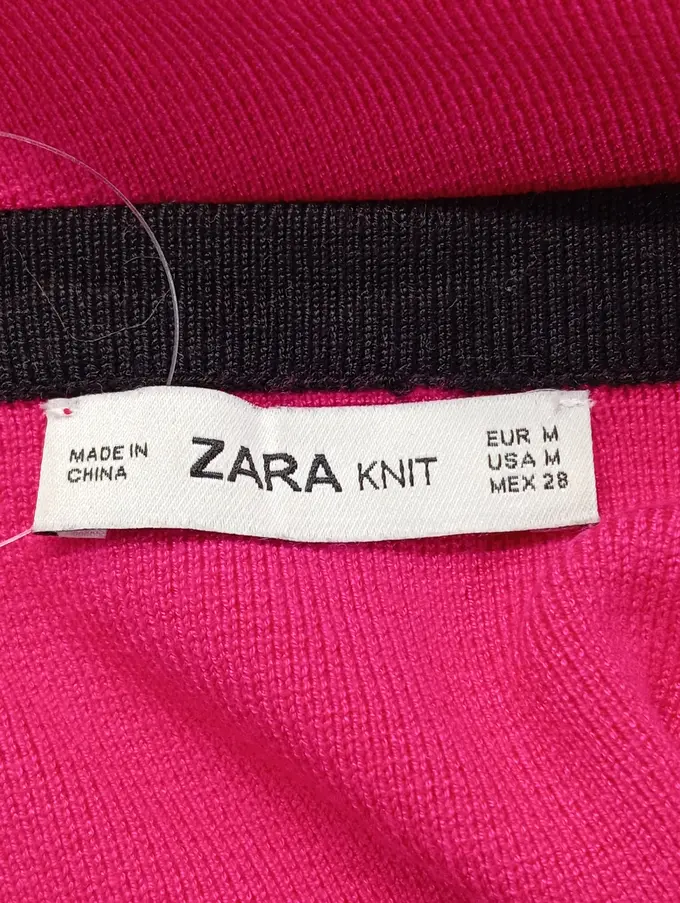 MADE IN
CHINA
ZARA KNIT
EUR M
USA M
MEX 28